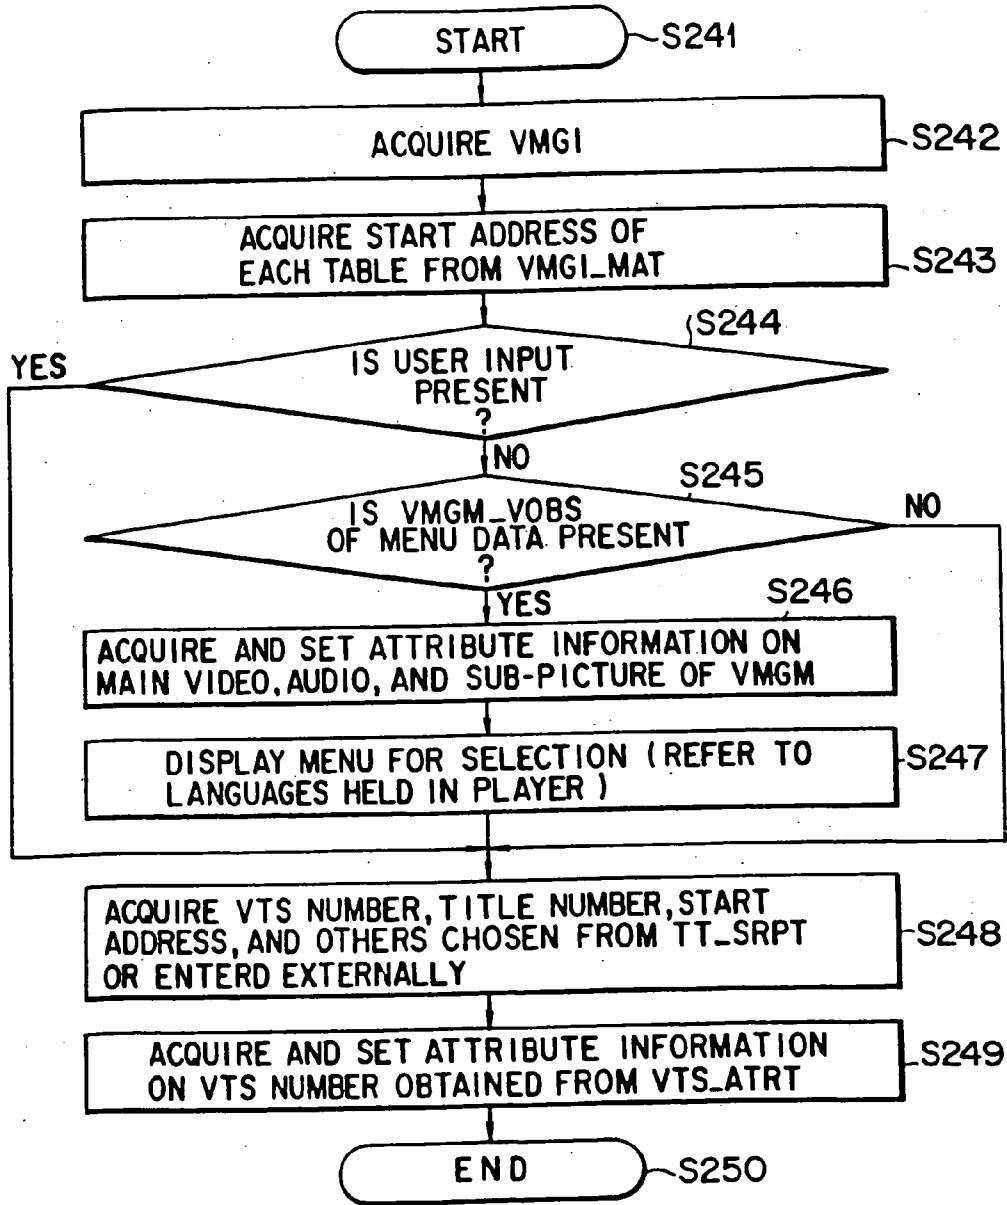 START
S241
ACQUIRE VMGI
S242
ACQUIRE START ADDRESS OF
EACH TABLE FROM VMGI_MAT
S243
S244
YES
IS USER INPUT
PRESENT
?
NO
S245
IS VMGM_VOBS
OF MENU DATA PRESENT
?
NO
YES
S246
ACQUIRE AND SET ATTRIBUTE INFORMATION ON
MAIN VIDEO, AUDIO, AND SUB-PICTURE OF VMGM
DISPLAY MENU FOR SELECTION (REFER TO
LANGUAGES HELD IN PLAYER)
S247
ACQUIRE VTS NUMBER, TITLE NUMBER, START
ADDRESS, AND OTHERS CHOSEN FROM TT_SRPT
OR ENTERD EXTERNALLY
S248
ACQUIRE AND SET ATTRIBUTE INFORMATION
ON VTS NUMBER OBTAINED FROM VTS_ATRT
S249
END
S250